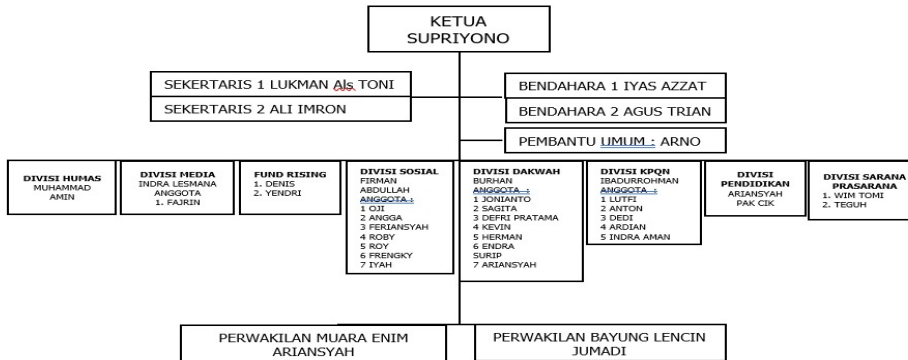 KETUA
SUPRIYONO
SEKERTARIS 1 LUKMAN Als TONI
SEKERTARIS 2 ALI IMRON
BENDAHARA 1 IYAS AZZAT
BENDAHARA 2 AGUS TRIAN
PEMBANTU UMUM : ARNO
DIVISI HUMAS
MUHAMMAD
AMIN
DIVISI MEDIA
INDRA LESMANA
ANGGOTA
1. FAJRIN
FUND RISING
1. DENIS
2. YENDRI
DIVISI SOSIAL
FIRMAN
ABDULLAH
ANGGOTA :
1 OJI
2 ANGGA
3 FERIANSYAH
4 ROBY
5 ROY
6 FRENGKY
7 IYAH
DIVISI DAKWAH
BURHAN
ANGGOTA :
1 JONIANTO
2 SAGITA
3 DEFRI PRATAMA
4 KEVIN
5 HERMAN
6 ENDRA
SURIP
7 ARIANSYAH
DIVISI KPQN
IBADURROHMAN
ANGGOTA :
1 LUTFI
2 ANTON
3 DEDI
4 ARDIAN
5 INDRA AMAN
DIVISI
PENDIDIKAN
ARIANSYAH
PAK CIK
DIVISI SARANA
PRASARANA
1. WIM TOMI
2. TEGUH
PERWAKILAN MUARA ENIM
ARIANSYAH
PERWAKILAN BAYUNG LENCIN
JUMADI